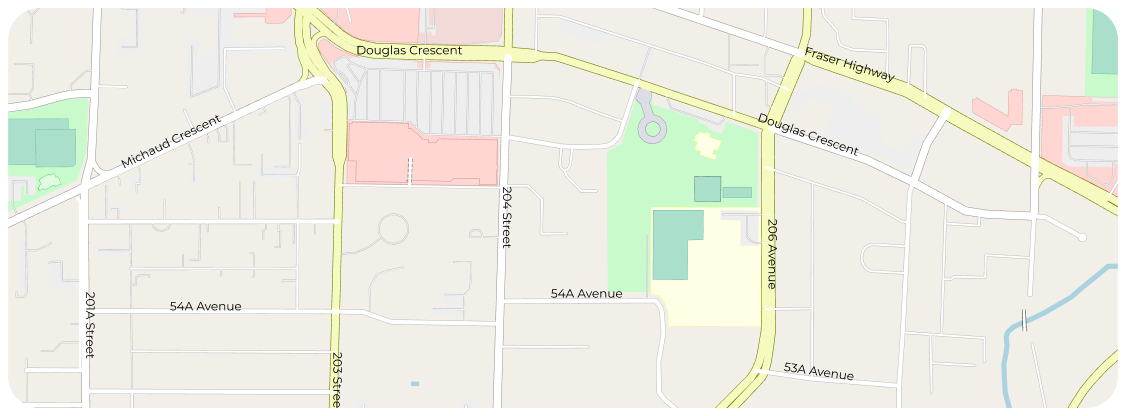 Douglas Crescent
Fraser Highway
Michaud Crescent
Douglas Crescent
204 Street
206 Avenue
54A Avenue
54A Avenue
201A Street
203 Stree
53A Avenue